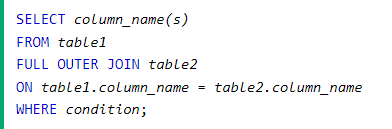 SELECT column_name(s)
FROM table1
FULL OUTER JOIN table2
ON table1.column_name = table2.column_name
WHERE condition;